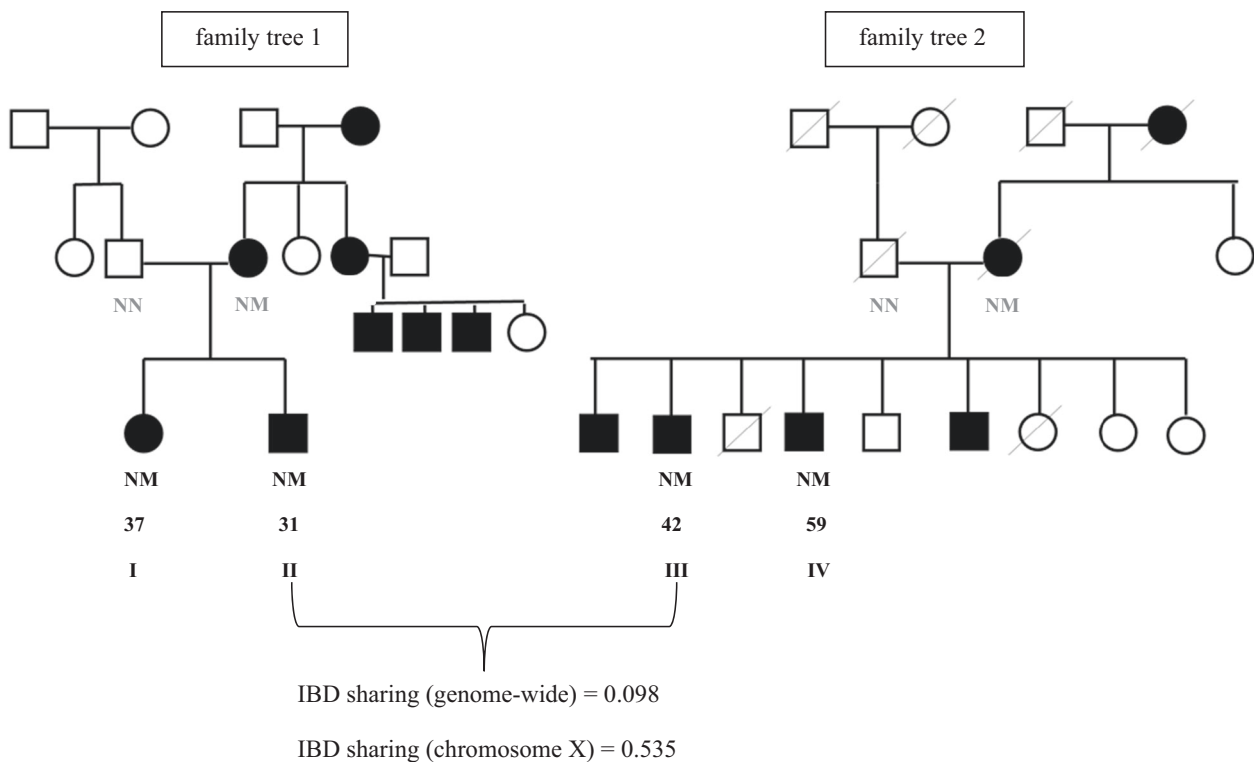 family tree 1 family tree 2
NN NM NN NM
NM NM NM NM
37 31 42 59
I II III IV
IBD sharing (genome-wide) = 0.098
IBD sharing (chromosome X) = 0.535